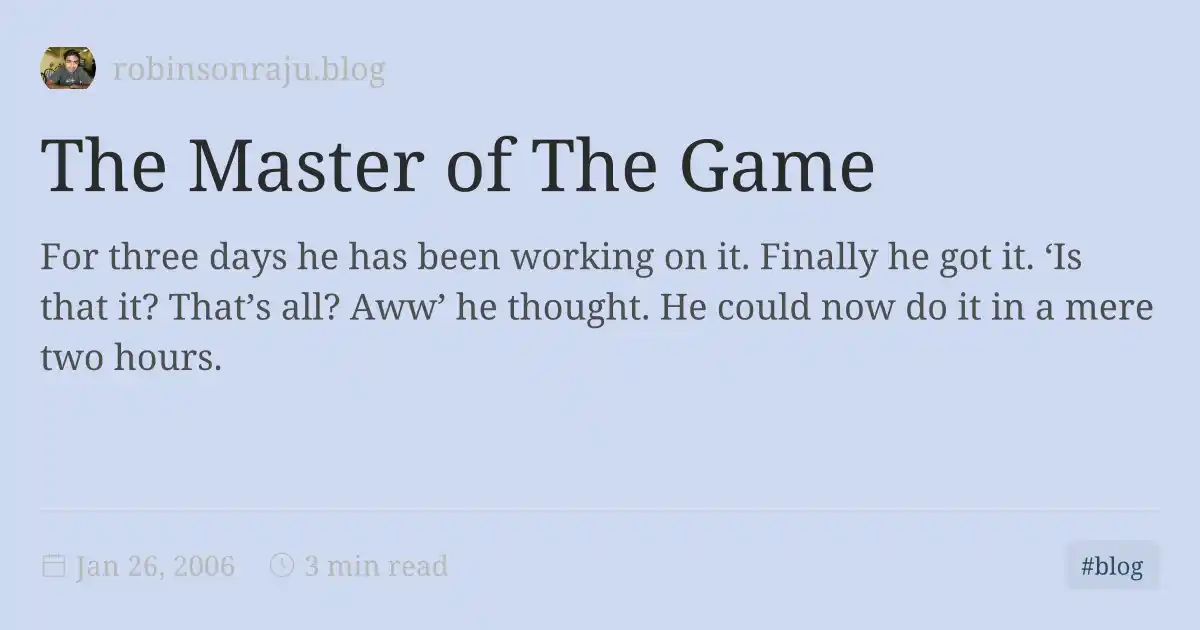 robinsonraju.blog
The Master of The Game
For three days he has been working on it. Finally he got it. ‘Is
that it? That’s all? Aww’ he thought. He could now do it in a mere
two hours.
Jan 26, 2006
3 min read
#blog